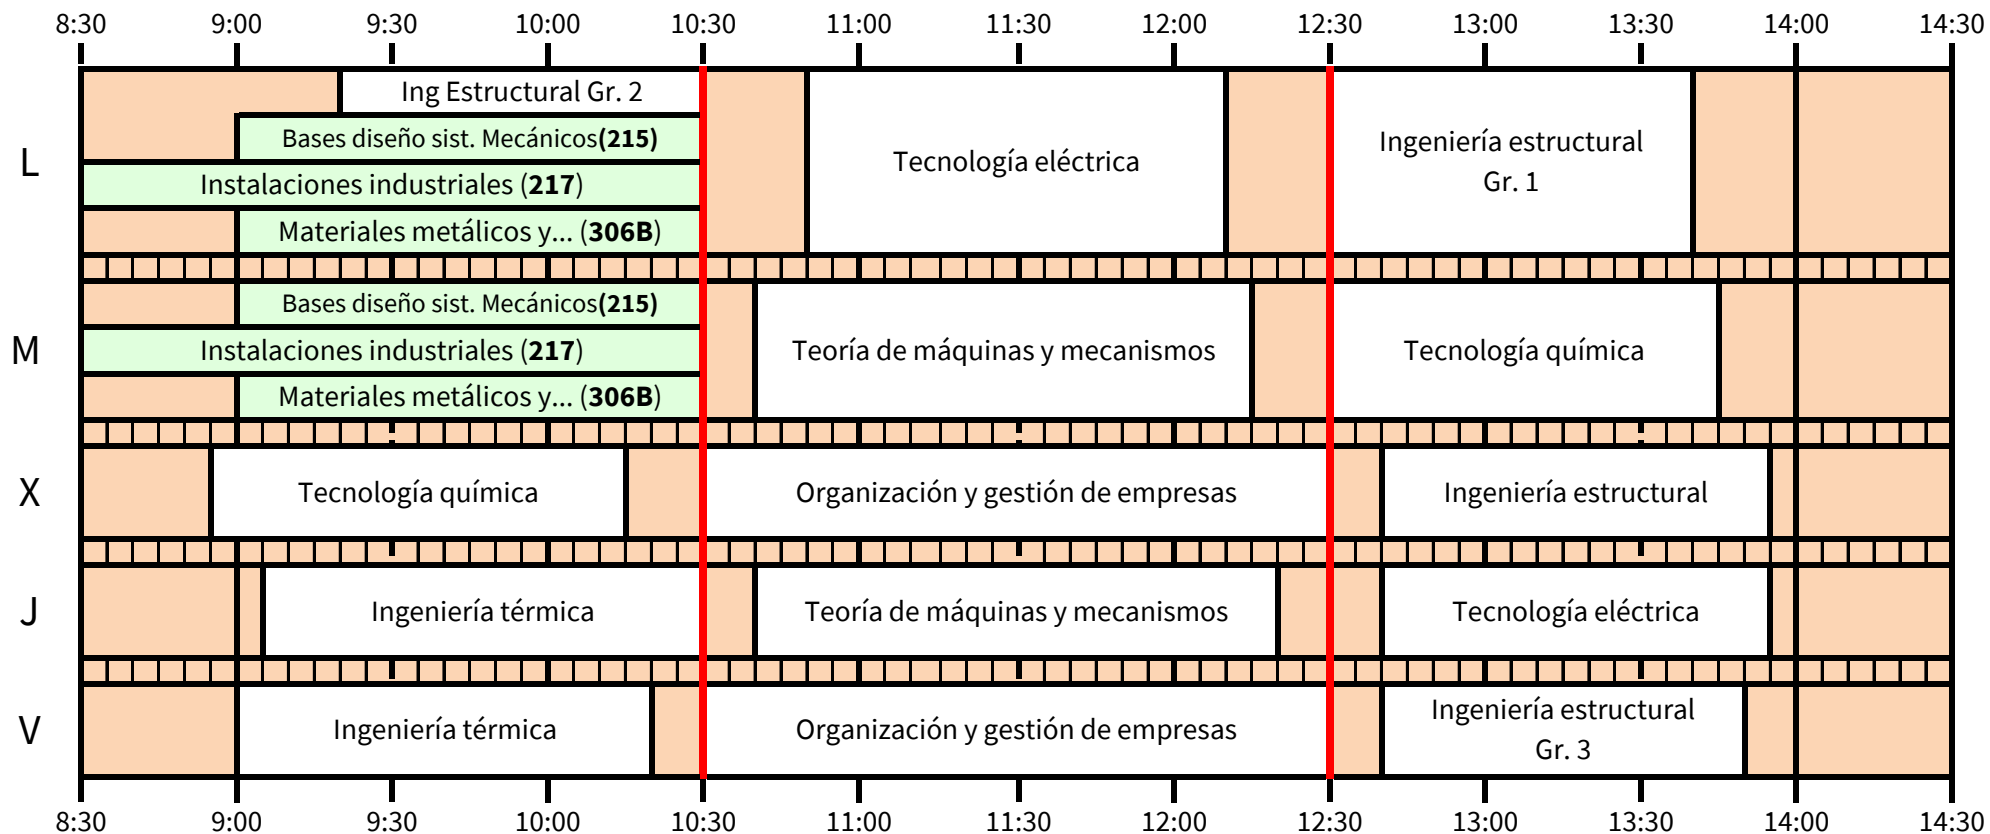 8:30 9:00 9:30 10:00 10:30 11:00 11:30 12:00 12:30 13:00 13:30 14:00 14:30
L
Ing Estructural Gr. 2
Bases diseño sist. Mecánicos(215)
Instalaciones industriales (217)
Materiales metálicos y... (306B)
Tecnología eléctrica
Ingeniería estructural
Gr. 1
M
Bases diseño sist. Mecánicos(215)
Instalaciones industriales (217)
Materiales metálicos y... (306B)
Teoría de máquinas y mecanismos
Tecnología química
X
Tecnología química
Organización y gestión de empresas
Ingeniería estructural
J
Ingeniería térmica
Teoría de máquinas y mecanismos
Tecnología eléctrica
V
Ingeniería térmica
Organización y gestión de empresas
Ingeniería estructural
Gr. 3
8:30 9:00 9:30 10:00 10:30 11:00 11:30 12:00 12:30 13:00 13:30 14:00 14:30